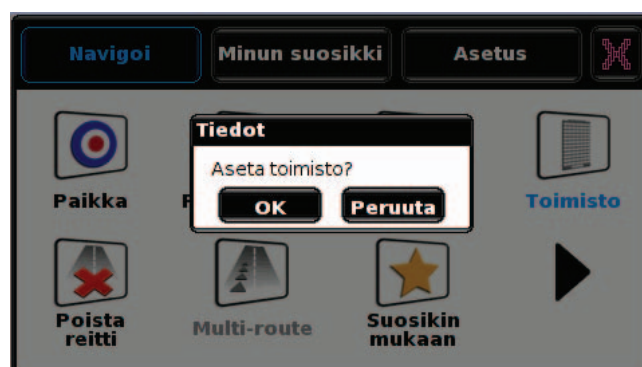 Navigoi
Minun suosikki
Asetus
Tiedot
Aseta toimisto?
OK
Peruuta
Paikka
Toimisto
Poista
reitti
Multi-route
Suosikin
mukaan